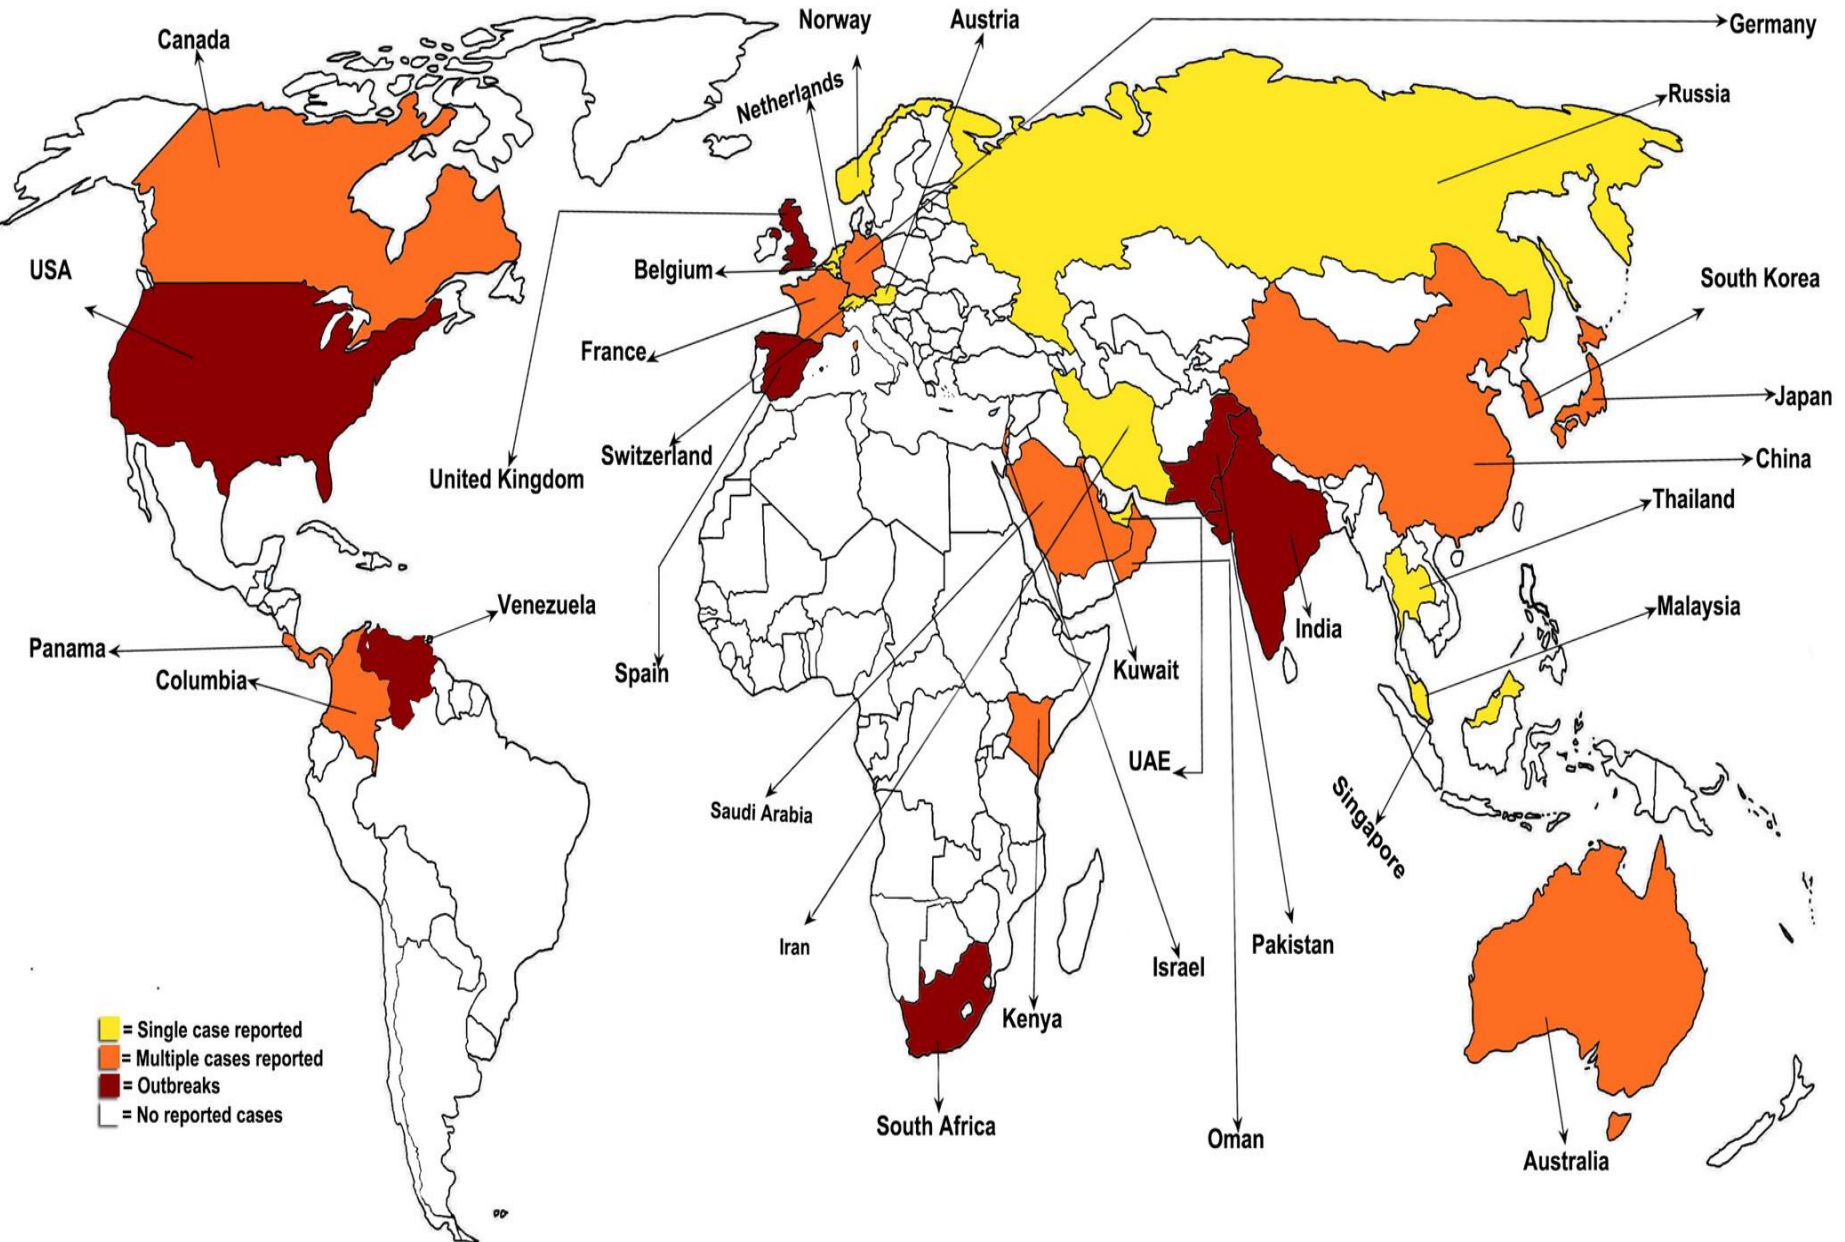 Norway
Austria
Germany
Canada
Netherlands
Russia
USA
Belgium
South Korea
France
Japan
Switzerland
China
United Kingdom
Thailand
Venezuela
Malaysia
India
Panama
Columbia
Spain
Kuwait
UAE
Saudi Arabia
Singapore
Iran
Pakistan
Israel
Kenya
= Single case reported
= Multiple cases reported
= Outbreaks
= No reported cases
South Africa
Oman
Australia